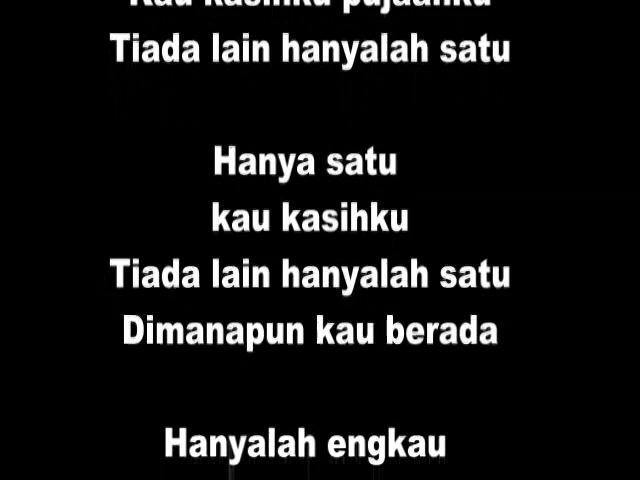 Kau kasihku pujaanku
Tiada lain hanyalah satu
Hanya satu
kau kasihku
Tiada lain hanyalah satu
Dimanapun kau berada
Hanyalah engkau